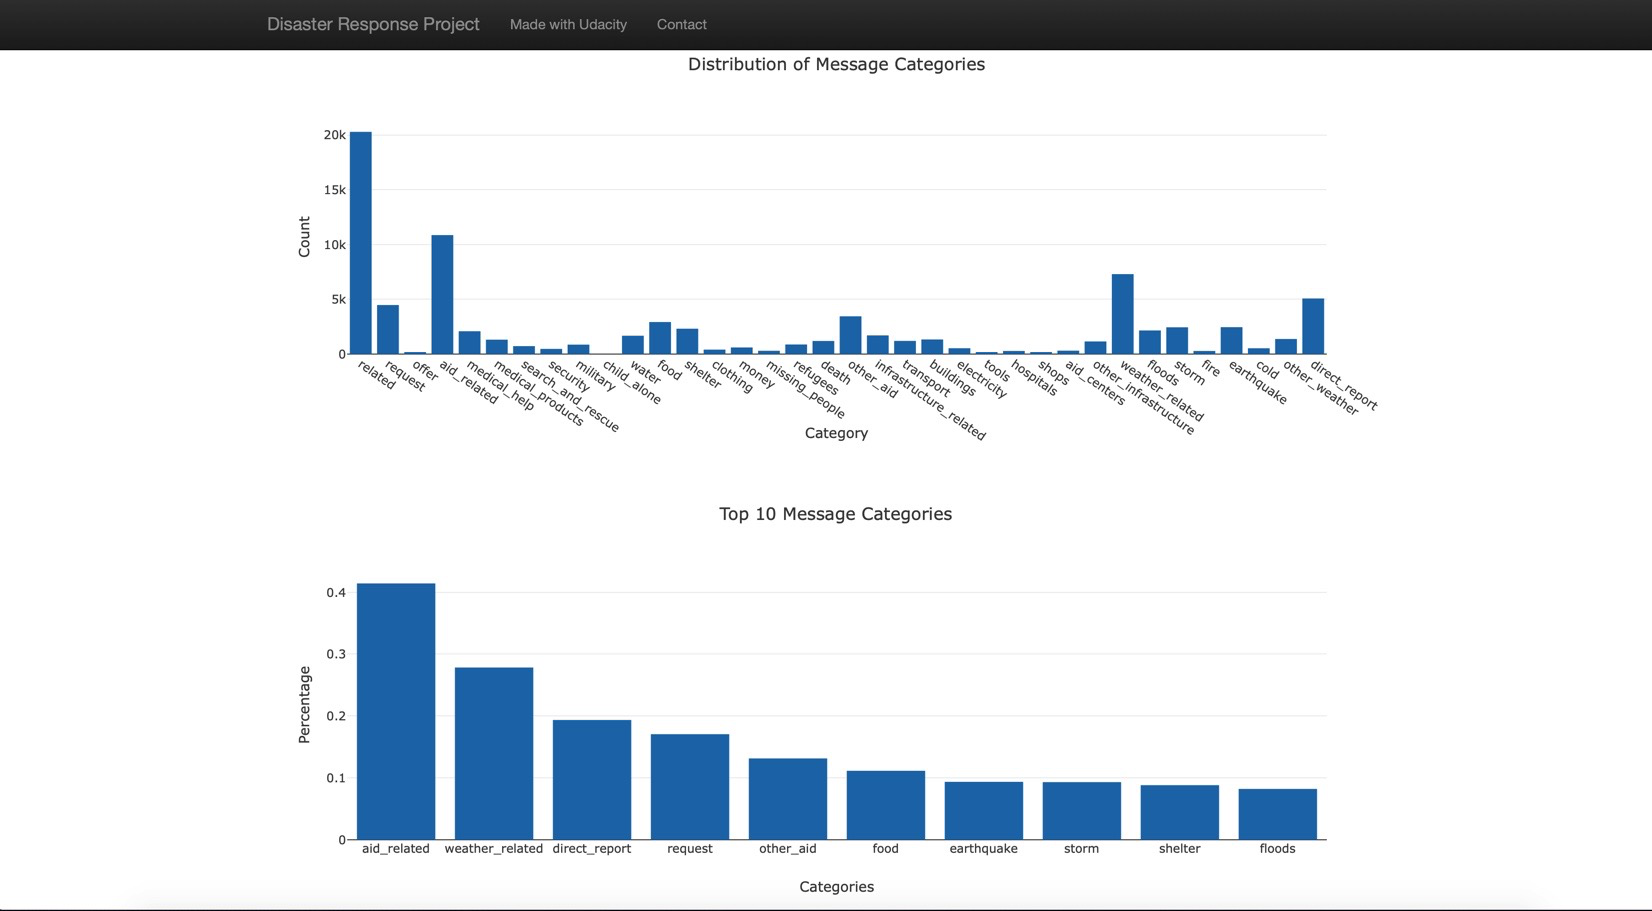 Disaster Response Project Made with Udacity Contact
Distribution of Message Categories
20k
15k
10k
5k
0
Count
related
request
offer
aid_related
medical_help
medical_products
search_and_rescue
security
military
child_alone
water
food
shelter
clothing
money
missing_people
refugees
death
other_aid
infrastructure_related
transport
buildings
electricity
tools
hospitals
shops
aid_centers
other_infrastructure
weather_related
floods
storm
fire
earthquake
cold
other_weather
direct_report
Category
Top 10 Message Categories
0.4
0.3
0.2
0.1
0
Percentage
aid_related weather_related direct_report request other_aid food earthquake storm shelter floods
Categories